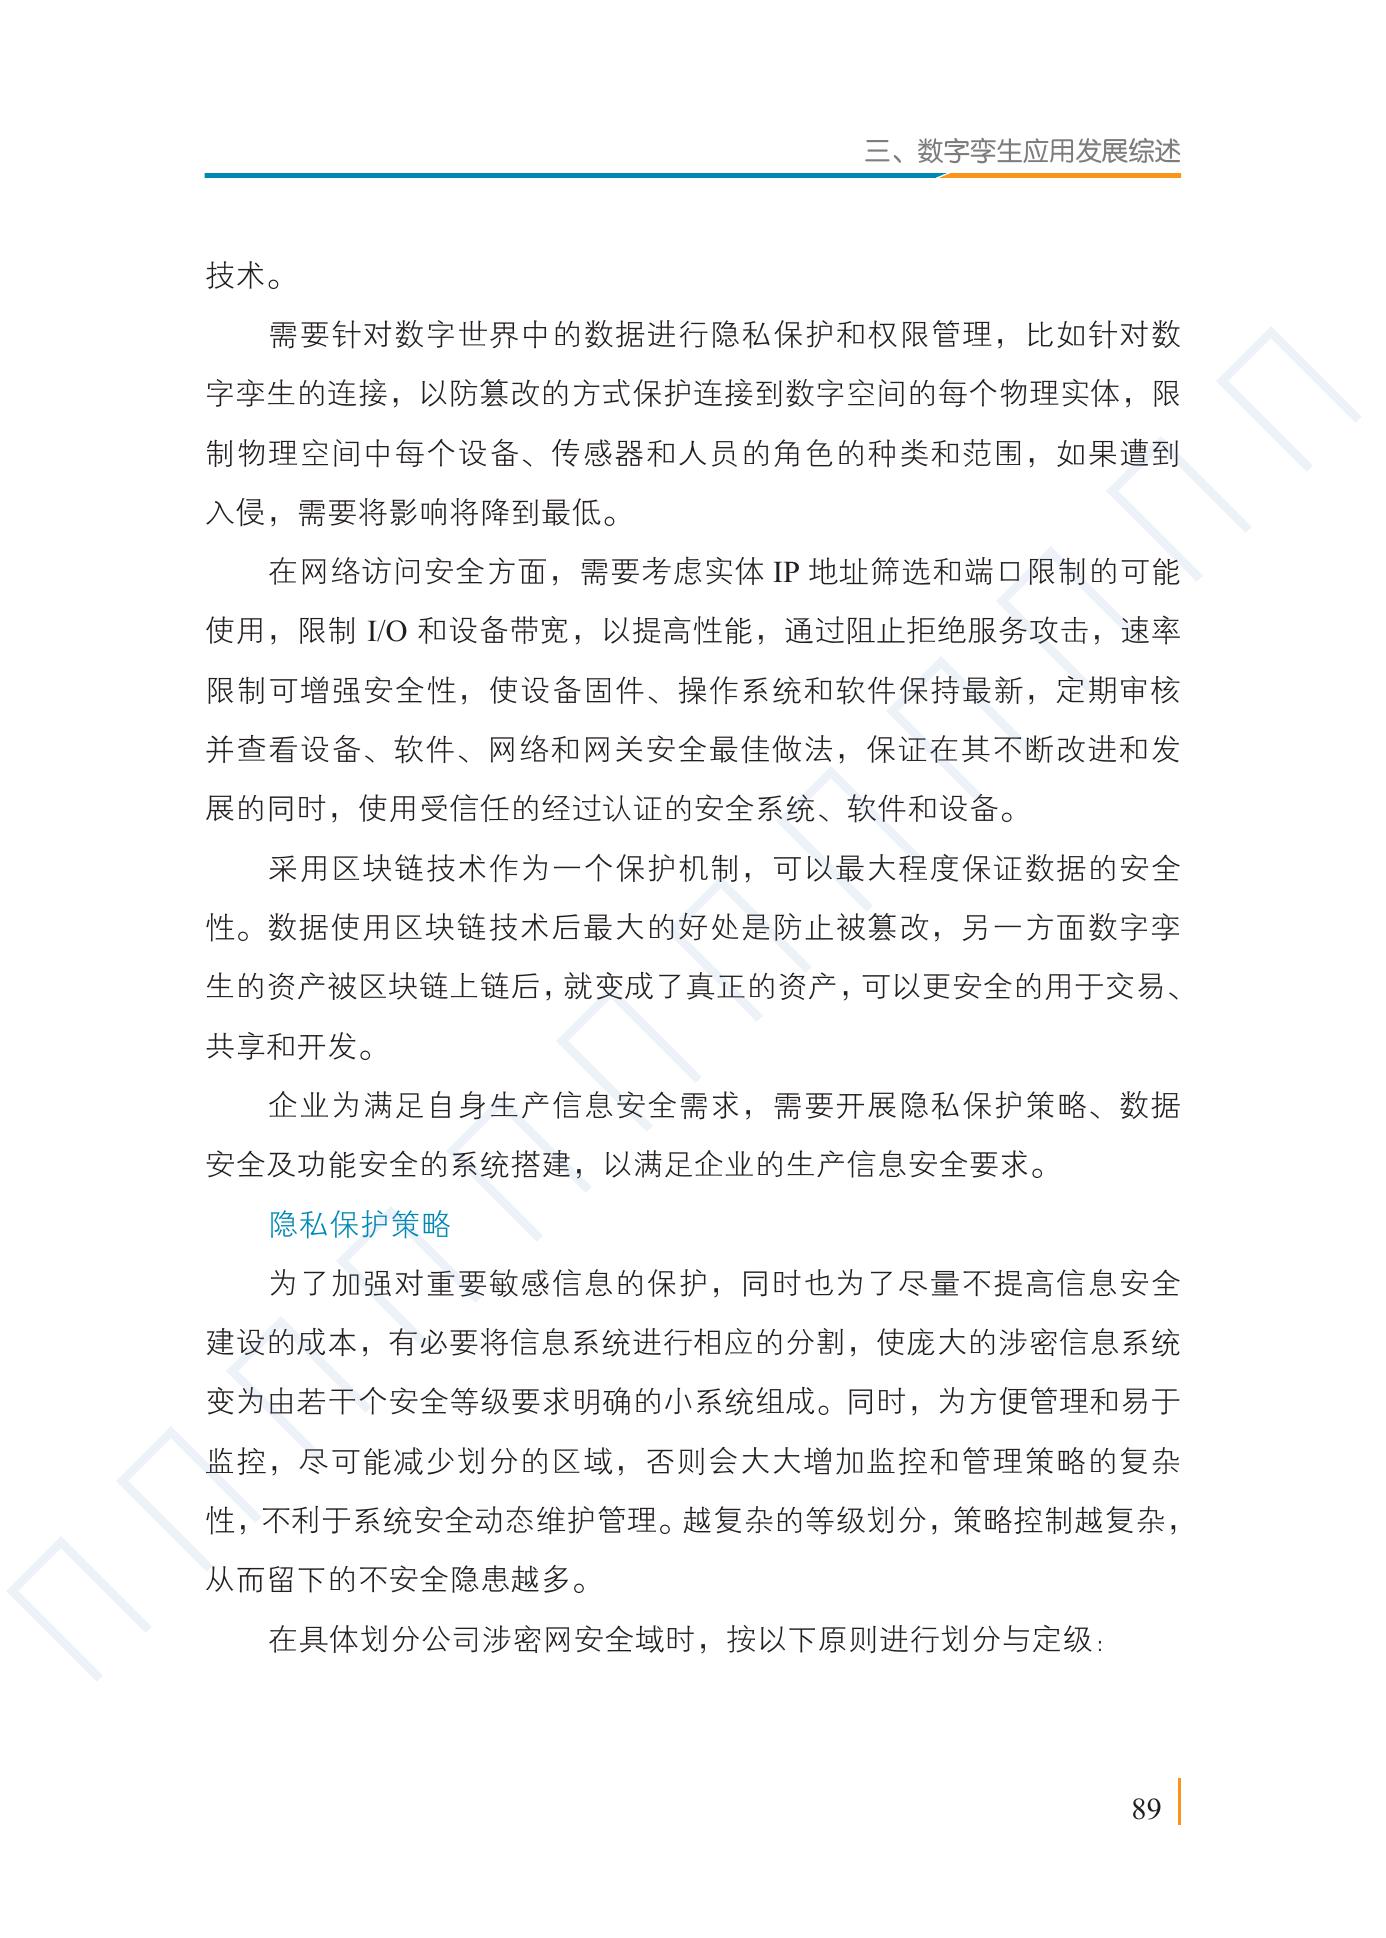 三、数字孪生应用发展综述
技术。
需要针对数字世界中的数据进行隐私保护和权限管理，比如针对数
字孪生的连接，以防篡改的方式保护连接到数字空间的每个物理实体，限
制物理空间中每个设备、传感器和人员的角色的种类和范围，如果遭到
入侵，需要将影响将降到最低。
在网络访问安全方面，需要考虑实体 IP 地址筛选和端口限制的可能
使用，限制 I/O 和设备带宽，以提高性能，通过阻止拒绝服务攻击，速率
限制可增强安全性，使设备固件、操作系统和软件保持最新，定期审核
并查看设备、软件、网络和网关安全最佳做法，保证在其不断改进和发
展的同时，使用受信任的经过认证的安全系统、软件和设备。
采用区块链技术作为一个保护机制，可以最大程度保证数据的安全
性。数据使用区块链技术后最大的好处是防止被篡改，另一方面数字孪
生的资产被区块链上链后，就变成了真正的资产，可以更安全的用于交易、
共享和开发。
企业为满足自身生产信息安全需求，需要开展隐私保护策略、数据
安全及功能安全的系统搭建，以满足企业的生产信息安全要求。
隐私保护策略
为了加强对重要敏感信息的保护，同时也为了尽量不提高信息安全
建设的成本，有必要将信息系统进行相应的分割，使庞大的涉密信息系统
变为由若干个安全等级要求明确的小系统组成。同时，为方便管理和易于
监控，尽可能减少划分的区域，否则会大大增加监控和管理策略的复杂
性，不利于系统安全动态维护管理。越复杂的等级划分，策略控制越复杂，
从而留下的不安全隐患越多。
在具体划分公司涉密网安全域时，按以下原则进行划分与定级：
89